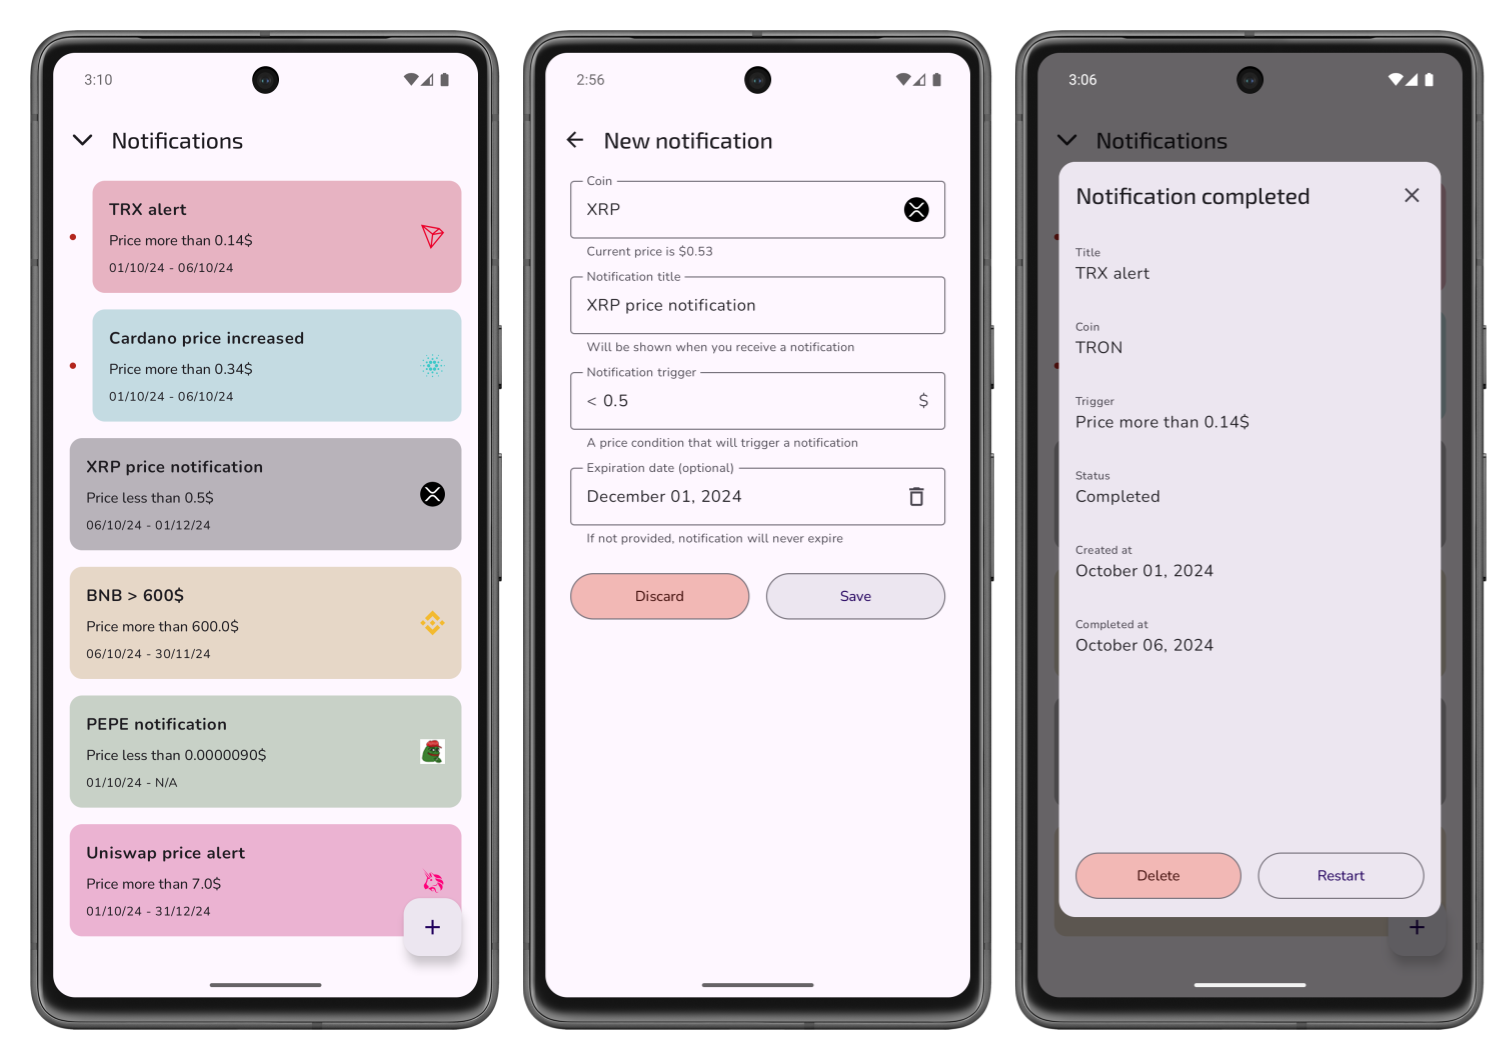 3:10
Notifications
TRX alert
Price more than 0.14$
01/10/24 - 06/10/24
Cardano price increased
Price more than 0.34$
01/10/24 - 06/10/24
XRP price notification
Price less than 0.5$
06/10/24 - 01/12/24
BNB > 600$
Price more than 600.0$
06/10/24 - 30/11/24
PEPE notification
Price less than 0.0000090$
01/10/24 - N/A
Uniswap price alert
Price more than 7.0$
01/10/24 - 31/12/24
+
2:56
New notification
Coin
XRP
Current price is $0.53
Notification title
XRP price notification
Will be shown when you receive a notification
Notification trigger
< 0.5 $
A price condition that will trigger a notification
Expiration date (optional)
December 01, 2024
If not provided, notification will never expire
Discard Save
3:06
Notifications
Notification completed
Title
TRX alert
Coin
TRON
Trigger
Price more than 0.14$
Status
Completed
Created at
October 01, 2024
Completed at
October 06, 2024
Delete Restart
+